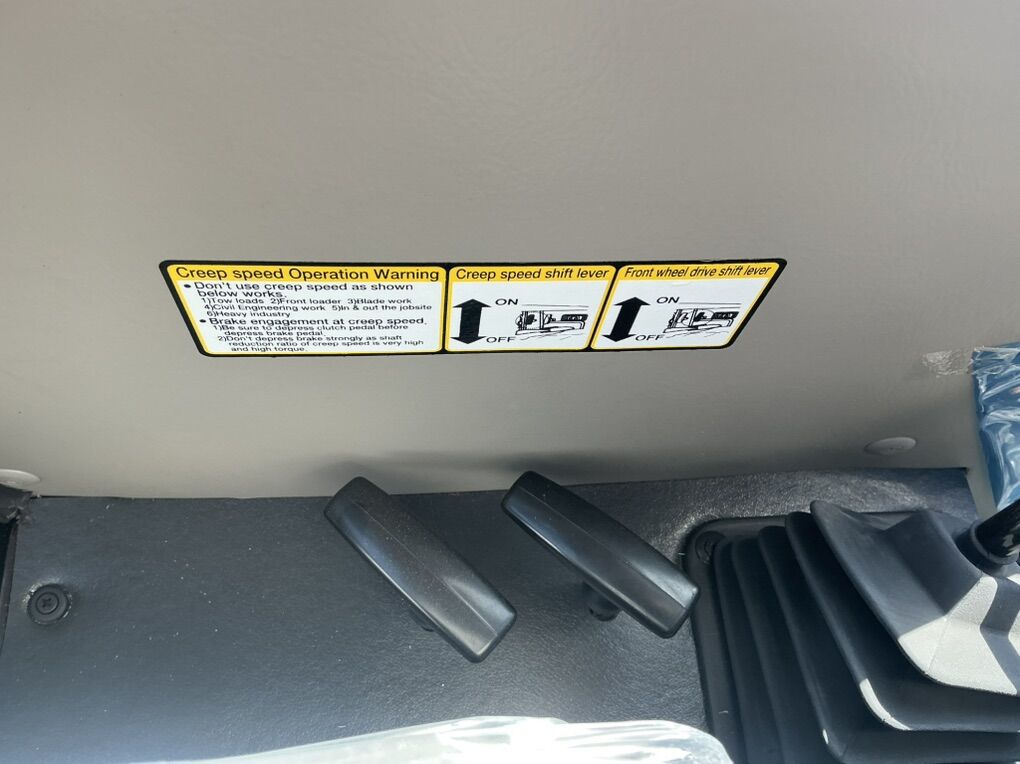 Creep speed Operation Warning
• Don't use creep speed as shown
below works.
1)Tow loads 2)Front loader 3)Blade work
4)Civil Engineering work 5)In & out the jobsite
6)Heavy industry
• Brake engagement at creep speed.
1)Be sure to depress clutch pedal before
depress brake pedal.
2)Don't depress brake strongly as shaft
reduction ratio of creep speed is very high
and high torque.
Creep speed shift lever
ON
OFF
Front wheel drive shift lever
ON
OFF